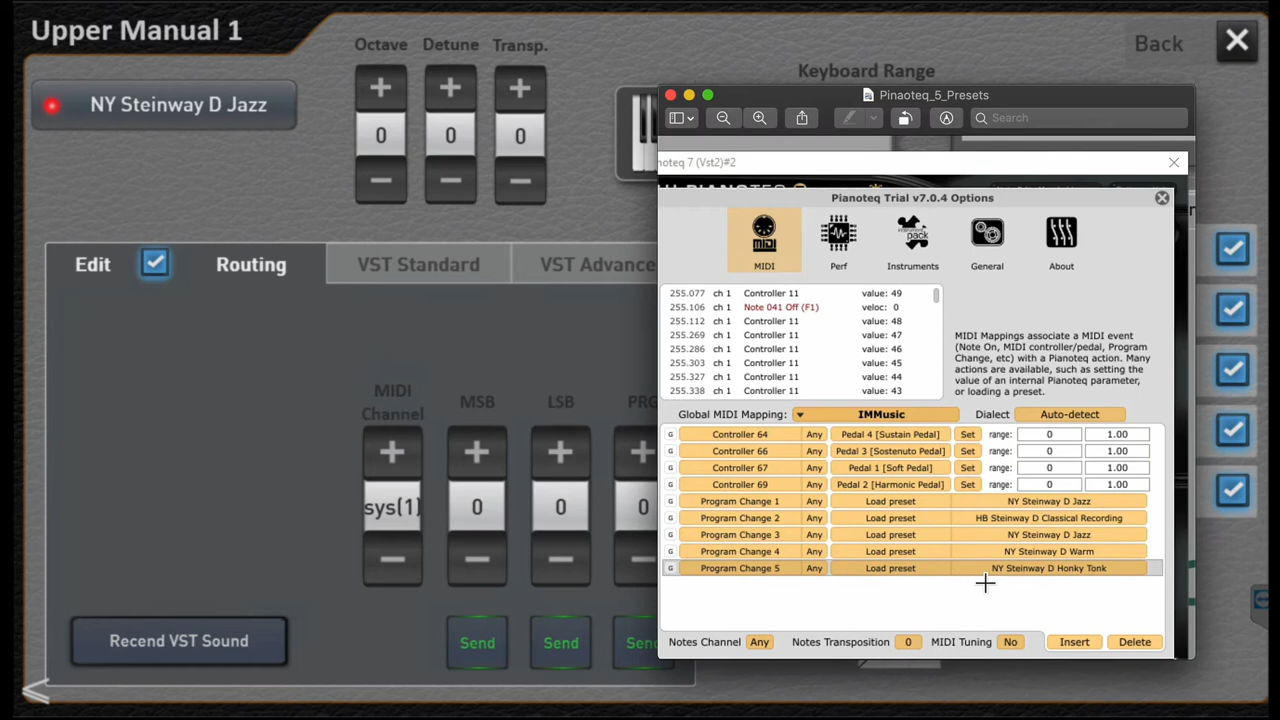 Upper Manual 1
Octave Detune Transp.
Back
Keyboard Range
NY Steinway D Jazz
+ + +
0 0 0
Pinaoteq_5_Presets
Search
noteq 7 (Vst2)#2
Pianoteq Trial v7.0.4 Options
MIDI
MIDI Perf Instruments General About
instrument pack
Edit Routing VST Standard VST Advance
255.077 ch 1 Controller 11 value: 49
255.106 ch 1 Note 041 Off (F1) veloc: 0
255.112 ch 1 Controller 11 value: 48
255.269 ch 1 Controller 11 value: 47
255.286 ch 1 Controller 11 value: 46
255.303 ch 1 Controller 11 value: 45
255.327 ch 1 Controller 11 value: 44
255.338 ch 1 Controller 11 value: 43
MIDI Mappings associate a MIDI event
(Note On, MIDI controller/pedal, Program
Change, etc) with a Pianoteq action. Many
actions are available, such as setting the
value of an internal Pianoteq parameter,
or loading a preset.
Global MIDI Mapping: IMMusic Dialect Auto-detect
G Controller 64 Any Pedal 4 [Sustain Pedal] Set range: 0 1.00
G Controller 66 Any Pedal 3 [Sostenuto Pedal] Set range: 0 1.00
G Controller 67 Any Pedal 1 [Soft Pedal] Set range: 0 1.00
G Controller 69 Any Pedal 2 [Harmonic Pedal] Set range: 0 1.00
G Program Change 1 Any Load preset NY Steinway D Jazz
G Program Change 2 Any Load preset HB Steinway D Classical Recording
G Program Change 3 Any Load preset NY Steinway D Jazz
G Program Change 4 Any Load preset NY Steinway D Warm
G Program Change 5 Any Load preset NY Steinway D Honky Tonk
Notes Channel Any Notes Transposition 0 MIDI Tuning No Insert Delete
MIDI
Channel MSB LSB PRG
+ + + +
sys(1) 0 0 0
Recend VST Sound
Send Send Send